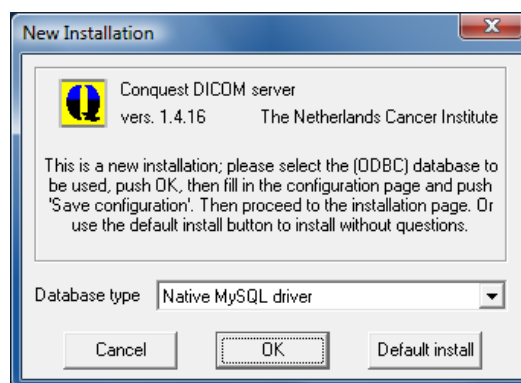 New Installation
Conquest DICOM server
vers. 1.4.16 The Netherlands Cancer Institute
This is a new installation; please select the (ODBC) database to
be used, push OK, then fill in the configuration page and push
'Save configuration'. Then proceed to the installation page. Or
use the default install button to install without questions.
Database type Native MySQL driver
Cancel OK Default install